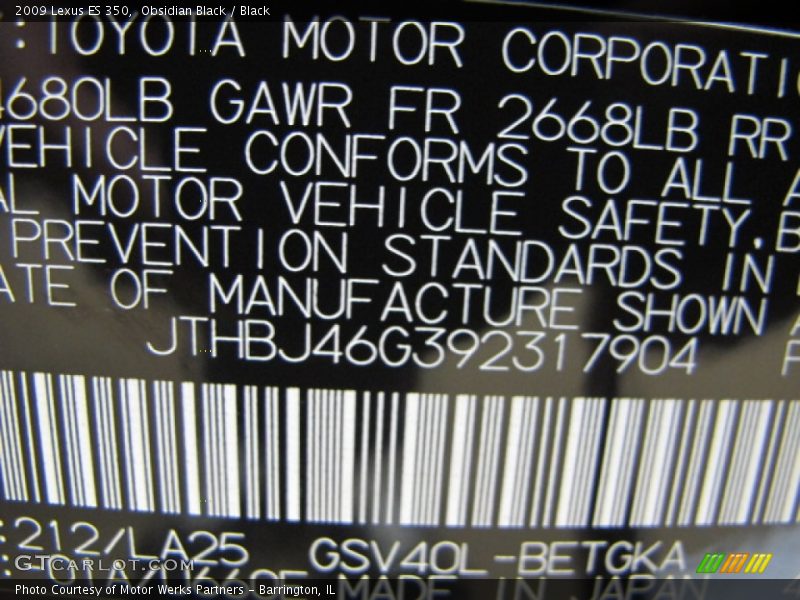 2009 Lexus ES 350, Obsidian Black / Black
:TOYOTA MOTOR CORPORATIO
4680LB GAWR FR 2668LB RR
VEHICLE CONFORMS TO ALL A
AL MOTOR VEHICLE SAFETY,B
PREVENTION STANDARDS IN
ATE OF MANUFACTURE SHOWN A
JTHBJ46G392317904 F
:212/LA25 GSV40L-BETGKA
MADE IN JAPAN
GTCarLot.com
Photo Courtesy of Motor Werks Partners - Barrington, IL